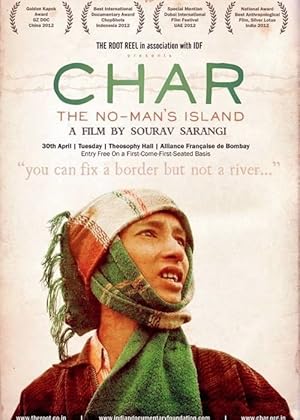 Golden Kapok Award
GZ DOC
China 2012
Best International
Documentary Award
ChopShots
Indonesia 2012
Special Mention
Dubai International
Film Festival
UAE 2012
National Award
Best Anthropological
Film, Silver Lotus
India 2012
THE ROOT REEL in association with IDF
presents
CHAR
THE NO-MAN'S ISLAND
A FILM BY SOURAV SARANGI
30th April | Tuesday | Theosophy Hall | Alliance Française de Bombay
Entry Free On a First-Come-First-Seated Basis
"you can fix a border but not a river..."
www.theroot.co.in
www.indiandocumentaryfoundation.org
www.char.org.in